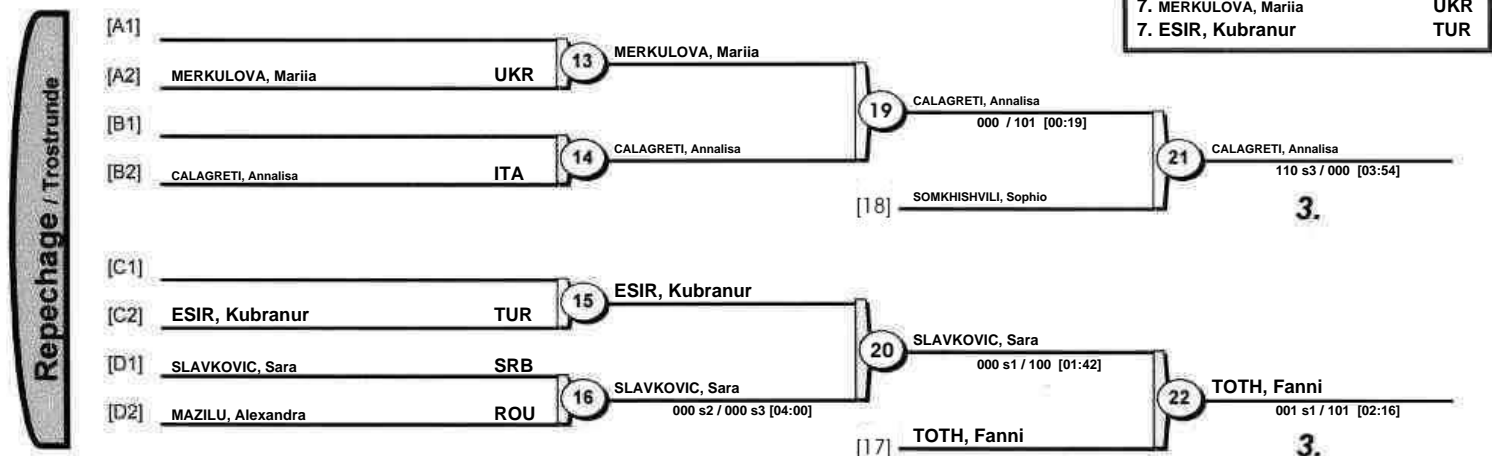 7. MERKULOVA, Mariia UKR
7. ESIR, Kubranur TUR
Repechage / Trostrunde
[A1]
[A2] MERKULOVA, Mariia UKR
13 MERKULOVA, Mariia
[B1]
[B2] CALAGRETI, Annalisa ITA
14 CALAGRETI, Annalisa
19 CALAGRETI, Annalisa
000 / 101 [00:19]
[18] SOMKHISHVILI, Sophio
21 CALAGRETI, Annalisa
110 s3 / 000 [03:54]
3.
[C1]
[C2] ESIR, Kubranur TUR
15 ESIR, Kubranur
[D1] SLAVKOVIC, Sara SRB
[D2] MAZILU, Alexandra ROU
16 SLAVKOVIC, Sara
000 s2 / 000 s3 [04:00]
20 SLAVKOVIC, Sara
000 s1 / 100 [01:42]
[17] TOTH, Fanni
22 TOTH, Fanni
001 s1 / 101 [02:16]
3.